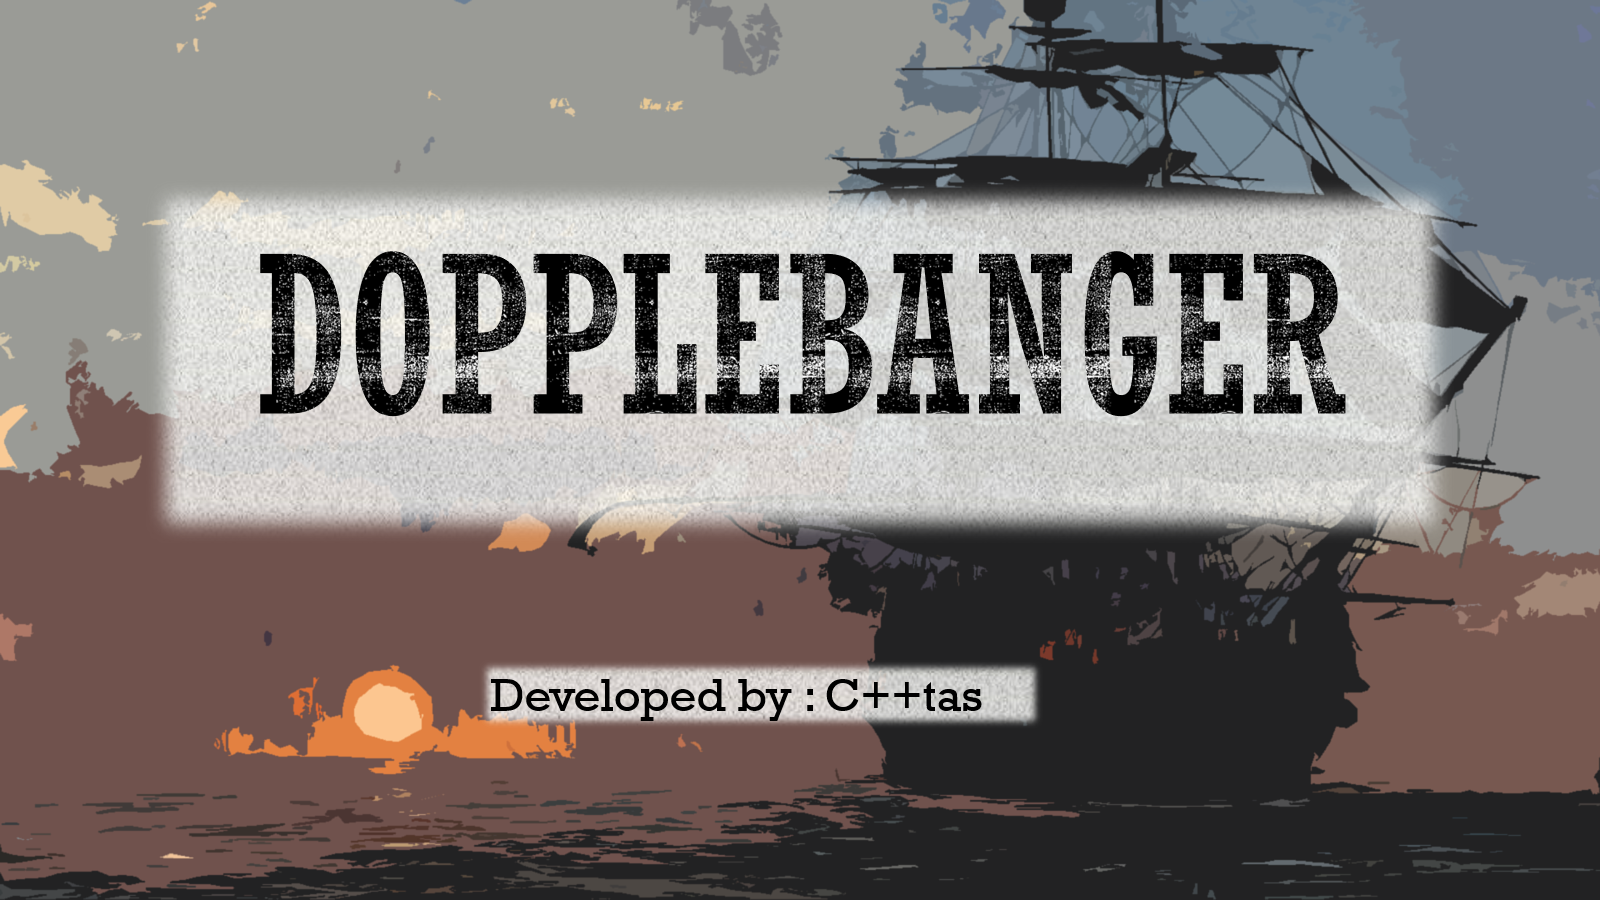 DOPPLEBANGER
Developed by : C++tas